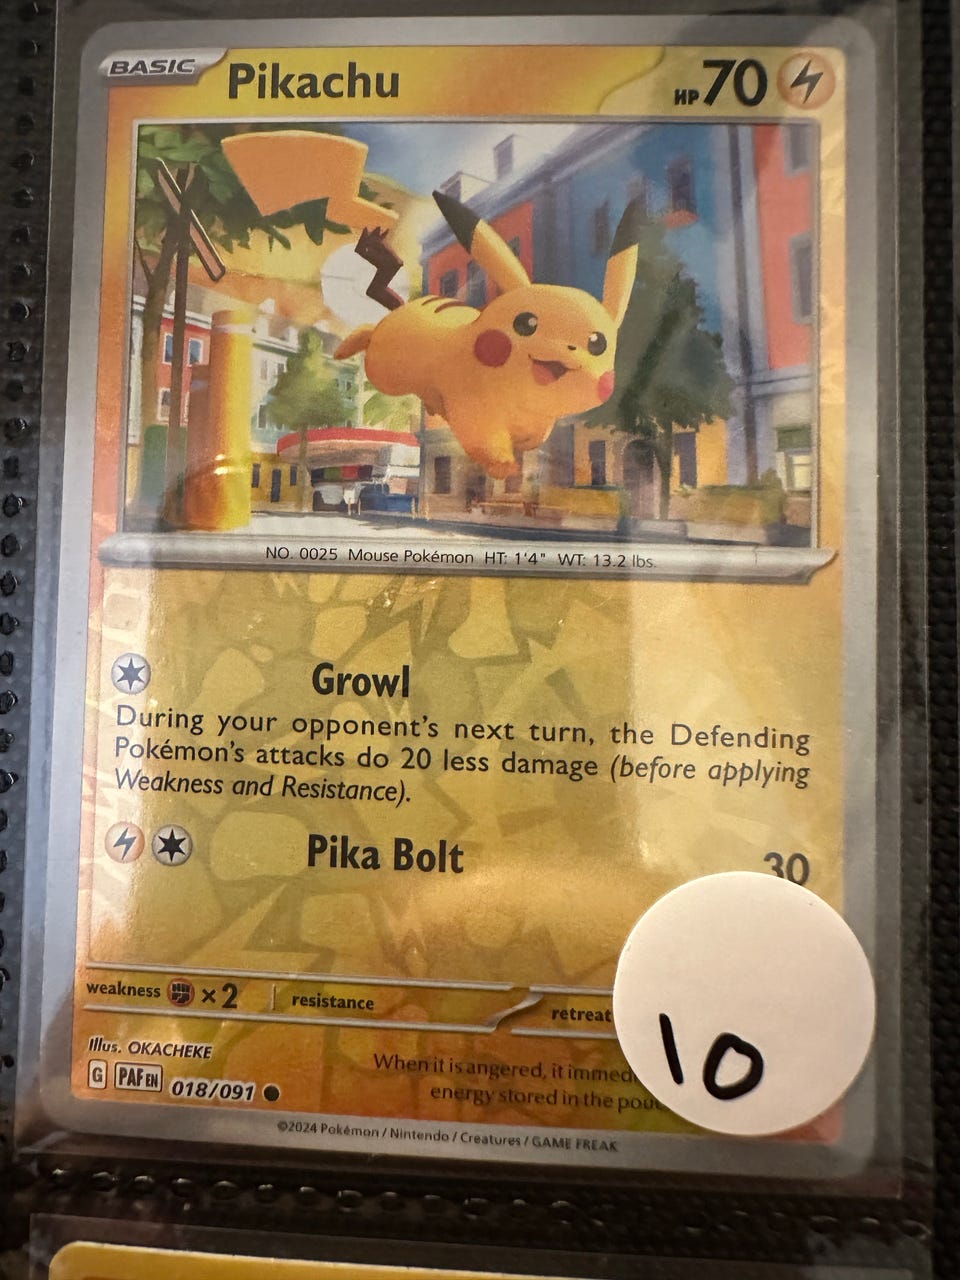 BASIC Pikachu HP 70
NO. 0025 Mouse Pokémon HT: 1'4" WT: 13.2 lbs.
Growl
During your opponent's next turn, the Defending
Pokémon's attacks do 20 less damage (before applying
Weakness and Resistance).
Pika Bolt 30
weakness ×2 resistance retreat
Illus. OKACHEKE
G PAF EN 018/091
When it is angered, it
energy stored in the
©2024 Pokémon / Nintendo / Creatures / GAME FREAK
10